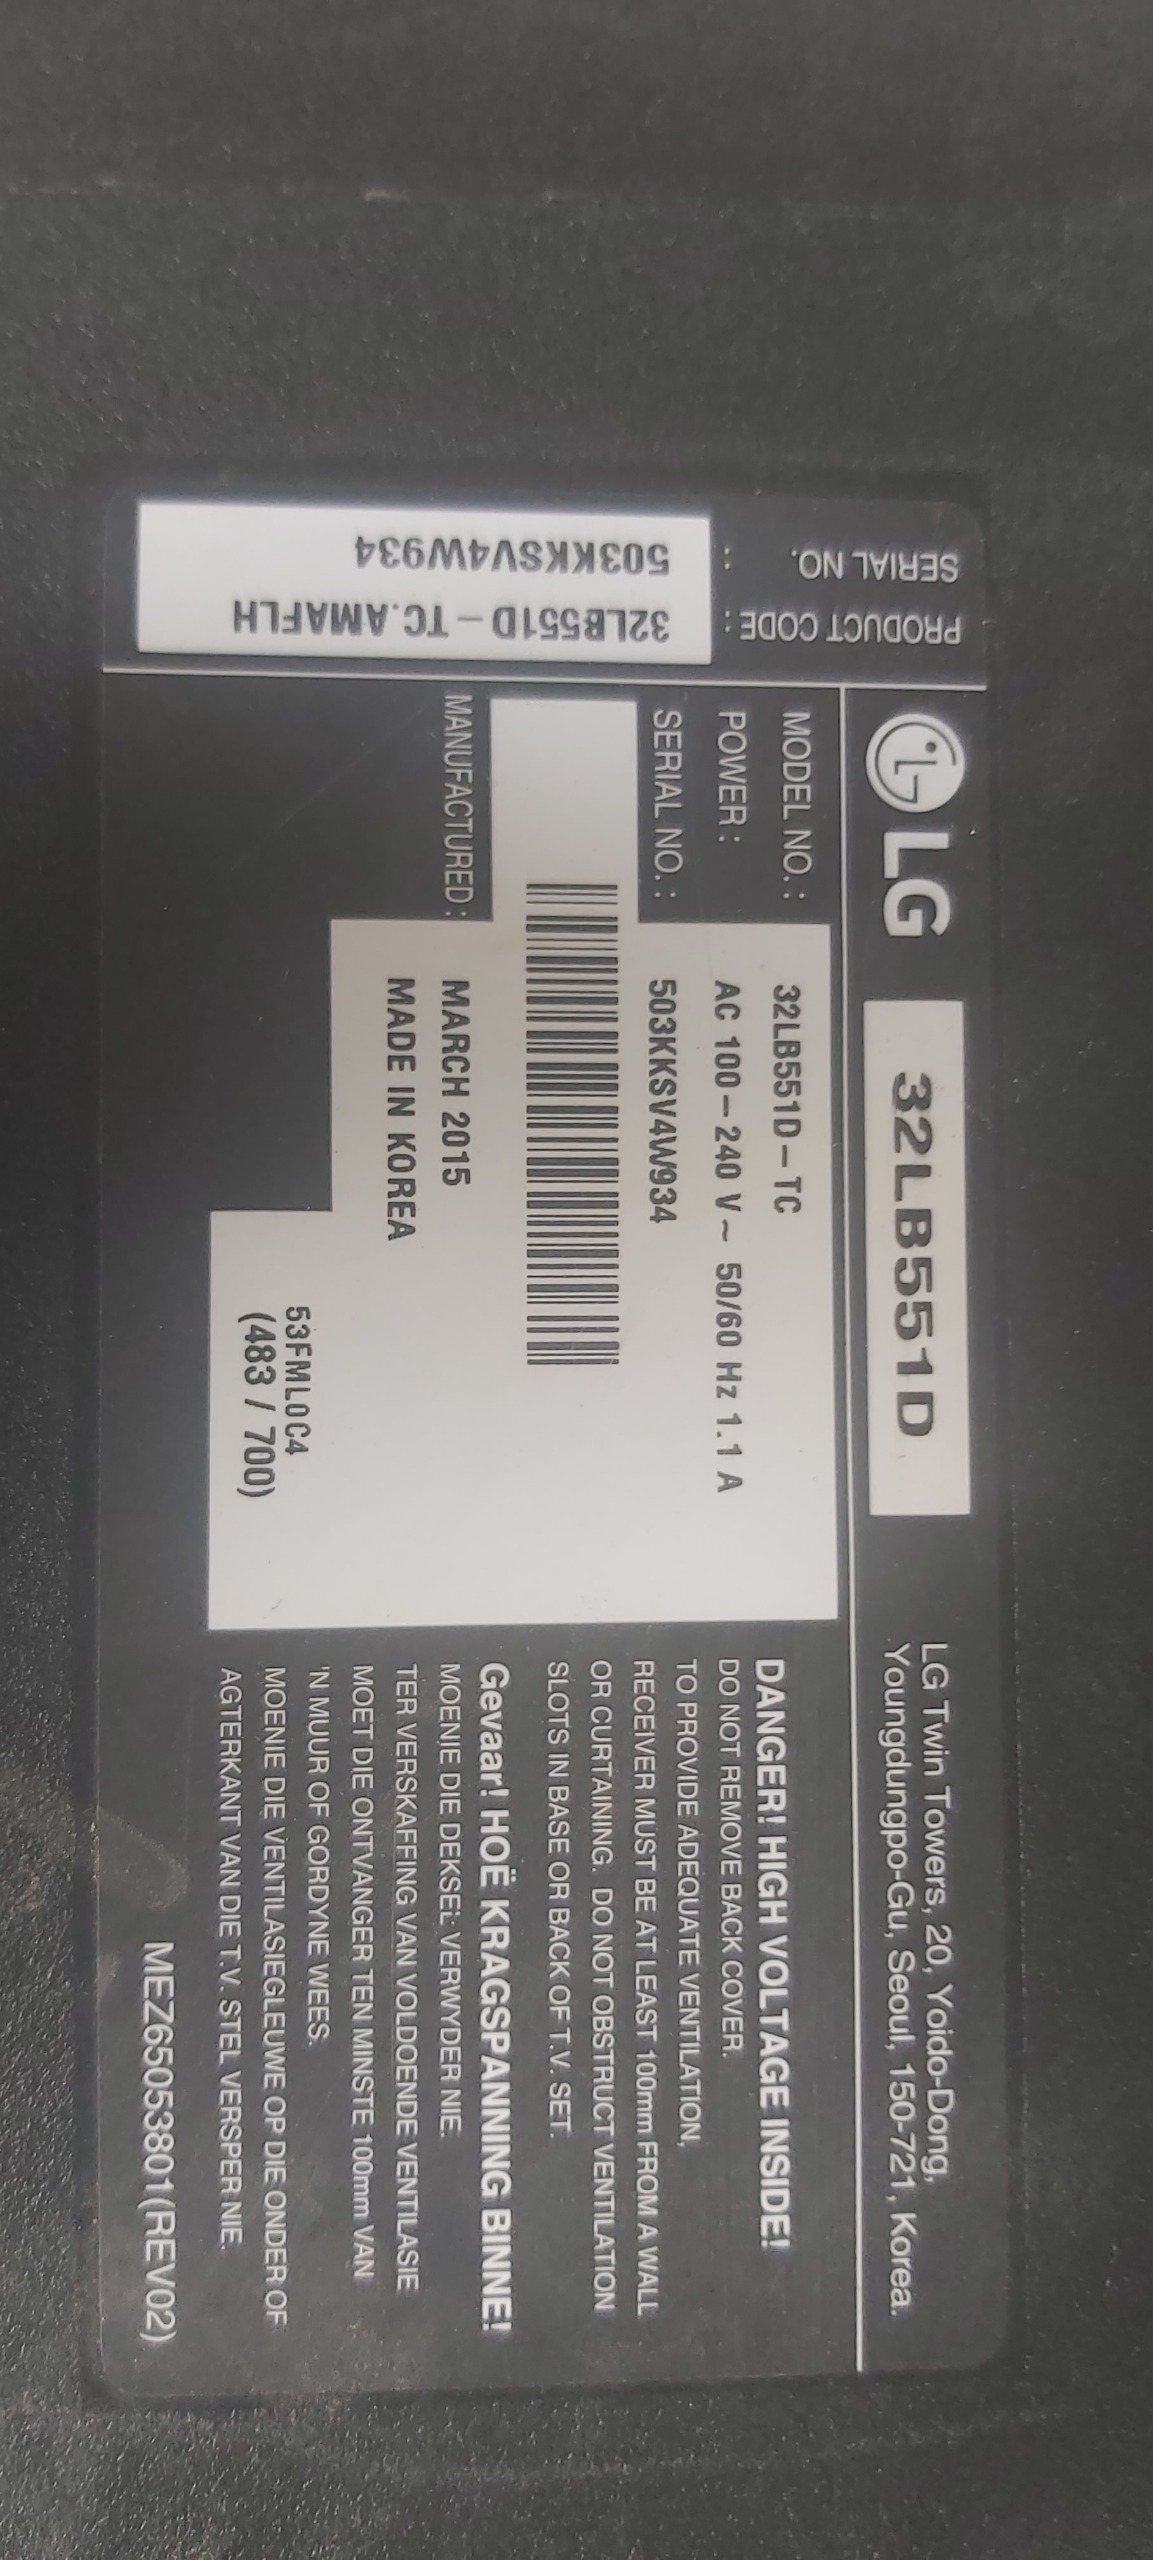 LG 32LB551D
LG Twin Towers, 20, Yoido-Dong,
Youngdungpo-Gu, Seoul, 150-721, Korea.
PRODUCT CODE : 32LB551D-TC.AMAFLH
SERIAL NO. : 503KKSV4W934
MODEL NO. : 32LB551D-TC
POWER : AC 100-240 V~ 50/60 Hz 1.1 A
SERIAL NO. : 503KKSV4W934
MANUFACTURED : MARCH 2015
MADE IN KOREA
53FML0C4
(483 / 700)
DANGER! HIGH VOLTAGE INSIDE!
DO NOT REMOVE BACK COVER.
TO PROVIDE ADEQUATE VENTILATION,
RECEIVER MUST BE AT LEAST 100mm FROM A WALL
OR CURTAINING. DO NOT OBSTRUCT VENTILATION
SLOTS IN BASE OR BACK OF T.V. SET.
Gevaar! HOË KRAGSPANNING BINNE!
MOENIE DIE DEKSEL VERWYDER NIE.
TER VERSKAFFING VAN VOLDOENDE VENTILASIE
MOET DIE ONTVANGER TEN MINSTE 100mm VAN
'N MUUR OF GORDYNE WEES.
MOENIE DIE VENTILASIEGLEUWE OP DIE ONDER OF
AGTERKANT VAN DIE T.V. STEL VERSPER NIE.
MEZ65053801(REV02)